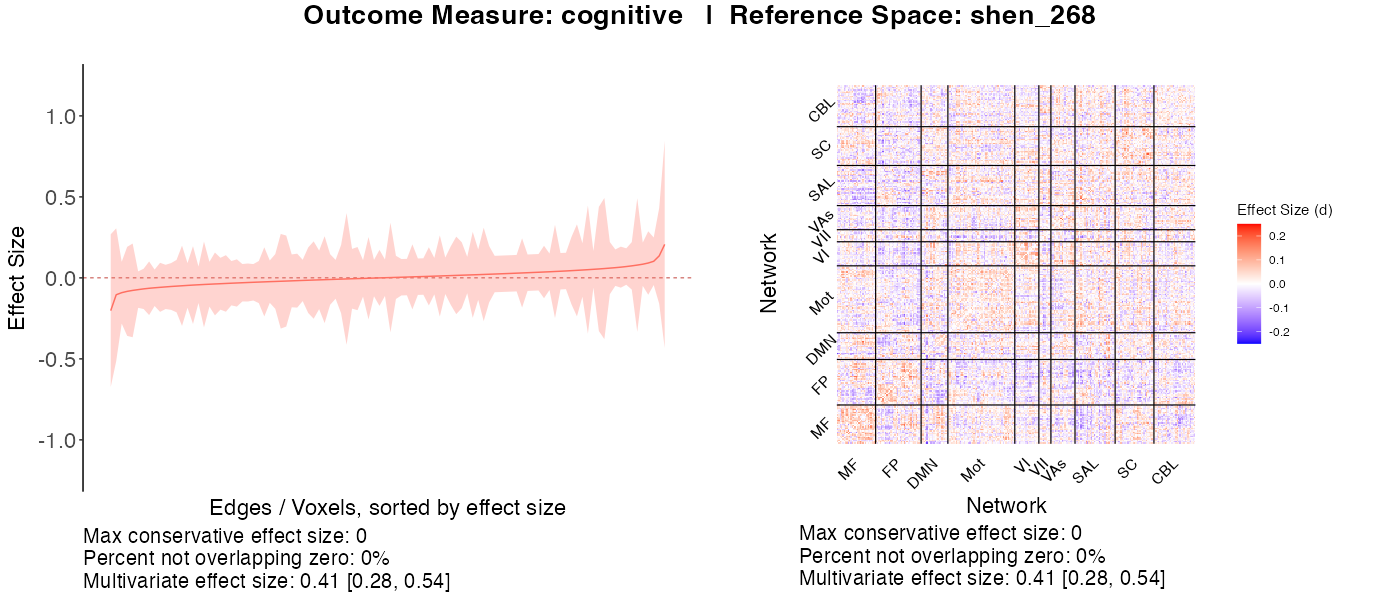 Outcome Measure: cognitive | Reference Space: shen_268
Effect Size
1.0
0.5
0.0
-0.5
-1.0
Edges / Voxels, sorted by effect size
Max conservative effect size: 0
Percent not overlapping zero: 0%
Multivariate effect size: 0.41 [0.28, 0.54]
Network
CBL
SC
SAL
VAs
VII
VI
Mot
DMN
FP
MF
MF
FP
DMN
Mot
VI
VII
VAs
SAL
SC
CBL
Network
Max conservative effect size: 0
Percent not overlapping zero: 0%
Multivariate effect size: 0.41 [0.28, 0.54]
Effect Size (d)
0.2
0.1
0.0
-0.1
-0.2